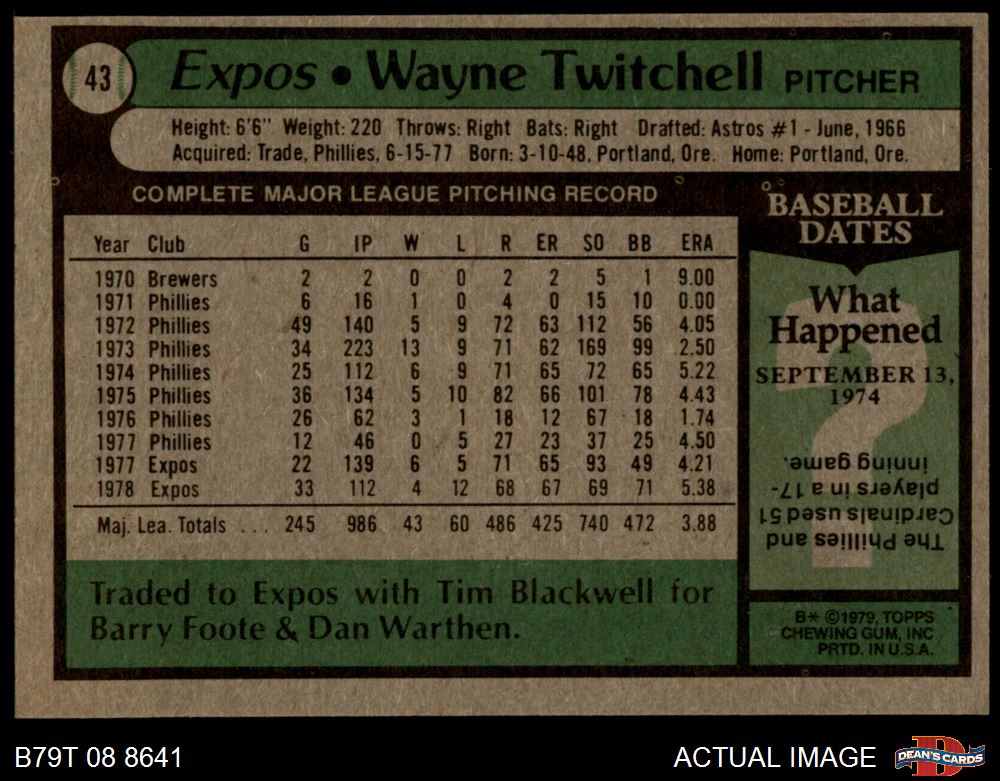 43
Expos • Wayne Twitchell PITCHER
Height: 6'6" Weight: 220 Throws: Right Bats: Right Drafted: Astros #1 - June, 1966
Acquired: Trade, Phillies, 6-15-77 Born: 3-10-48, Portland, Ore. Home: Portland, Ore.
COMPLETE MAJOR LEAGUE PITCHING RECORD
Year Club G IP W L R ER SO BB ERA
1970 Brewers 2 2 0 0 2 2 5 1 9.00
1971 Phillies 6 16 1 0 4 0 15 10 0.00
1972 Phillies 49 140 5 9 72 63 112 56 4.05
1973 Phillies 34 223 13 9 71 62 169 99 2.50
1974 Phillies 25 112 6 9 71 65 72 65 5.22
1975 Phillies 36 134 5 10 82 66 101 78 4.43
1976 Phillies 26 62 3 1 18 12 67 18 1.74
1977 Phillies 12 46 0 5 27 23 37 25 4.50
1977 Expos 22 139 6 5 71 65 93 49 4.21
1978 Expos 33 112 4 12 68 67 69 71 5.38
Maj. Lea. Totals ... 245 986 43 60 486 425 740 472 3.88
Traded to Expos with Tim Blackwell for
Barry Foote & Dan Warthen.
BASEBALL
DATES
What
Happened
SEPTEMBER 13,
1974
?
The Phillies and
Cardinals used 51
players in a 17-
inning game.
B* ©1979, TOPPS
CHEWING GUM, INC
PRTD. IN U.S.A.
B79T 08 8641
ACTUAL IMAGE
D
DEAN'S CARDS